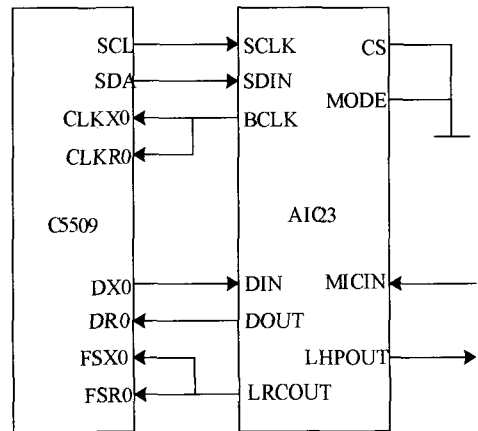 SCL
SDA
CLKX0
CLKR0
C5509
DX0
DR0
FSX0
FSR0
SCLK
SDIN
BCLK
AIC23
DIN
DOUT
LRCOUT
CS
MODE
MICIN
LHPOUT